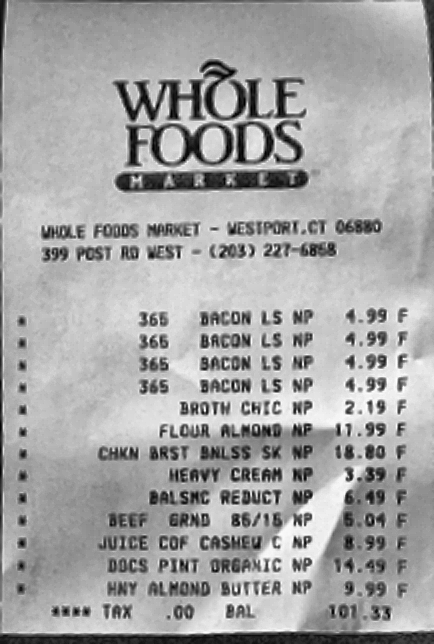 WHOLE
FOODS
MARKET
WHOLE FOODS MARKET - WESTPORT,CT 06880
399 POST RD WEST - (203) 227-6858
* 365 BACON LS NP 4.99 F
* 365 BACON LS NP 4.99 F
* 365 BACON LS NP 4.99 F
* 365 BACON LS NP 4.99 F
* BROTH CHIC NP 2.19 F
* FLOUR ALMOND NP 11.99 F
* CHKN BRST BNLSS SK NP 18.80 F
* HEAVY CREAM NP 3.39 F
* BALSMC REDUCT NP 6.49 F
* BEEF GRND 85/15 NP 5.04 F
* JUICE COF CASHEW C NP 8.99 F
* DOCS PINT ORGANIC NP 14.49 F
* HNY ALMOND BUTTER NP 9.99 F
**** TAX .00 BAL 101.33